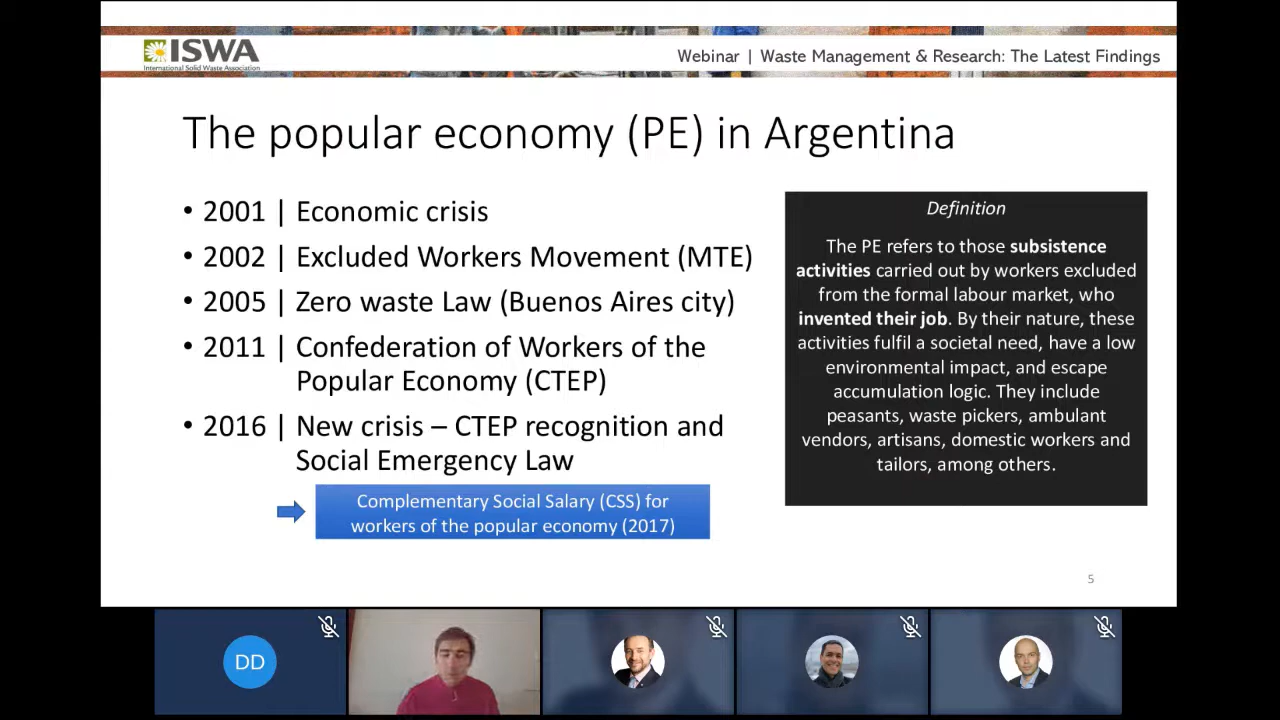 ISWA
International Solid Waste Association
Webinar | Waste Management & Research: The Latest Findings
The popular economy (PE) in Argentina
• 2001 | Economic crisis
• 2002 | Excluded Workers Movement (MTE)
• 2005 | Zero waste Law (Buenos Aires city)
• 2011 | Confederation of Workers of the
Popular Economy (CTEP)
• 2016 | New crisis – CTEP recognition and
Social Emergency Law
Complementary Social Salary (CSS) for
workers of the popular economy (2017)
Definition
The PE refers to those subsistence
activities carried out by workers excluded
from the formal labour market, who
invented their job. By their nature, these
activities fulfil a societal need, have a low
environmental impact, and escape
accumulation logic. They include
peasants, waste pickers, ambulant
vendors, artisans, domestic workers and
tailors, among others.
5
DD